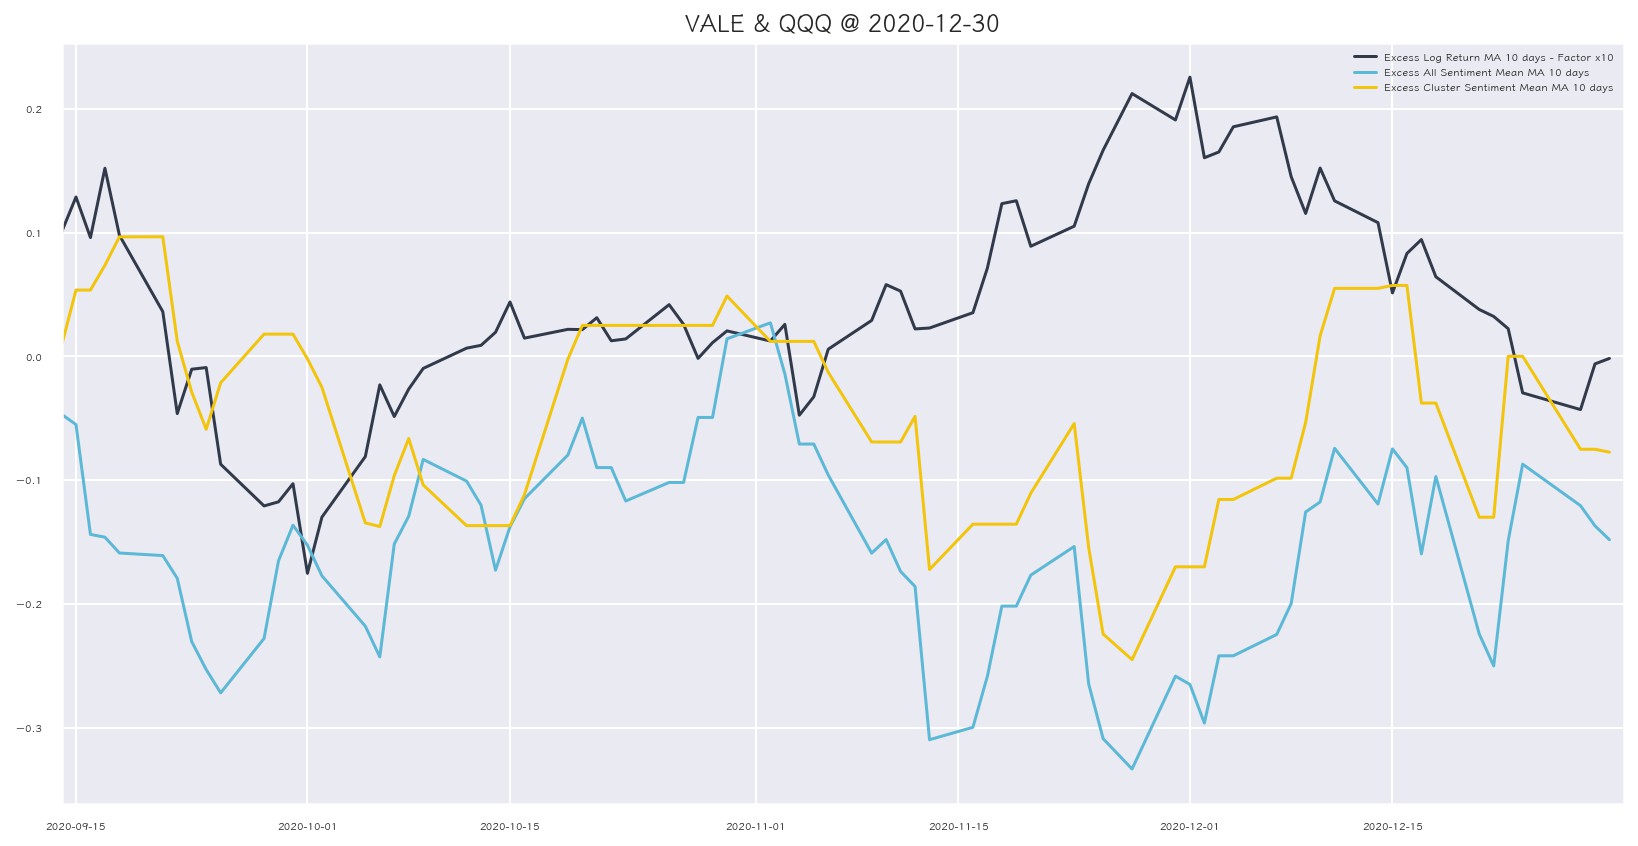 VALE & QQQ @ 2020-12-30
Excess Log Return MA 10 days - Factor x10
Excess All Sentiment Mean MA 10 days
Excess Cluster Sentiment Mean MA 10 days
0.2
0.1
0.0
−0.1
−0.2
−0.3
2020-09-15 2020-10-01 2020-10-15 2020-11-01 2020-11-15 2020-12-01 2020-12-15